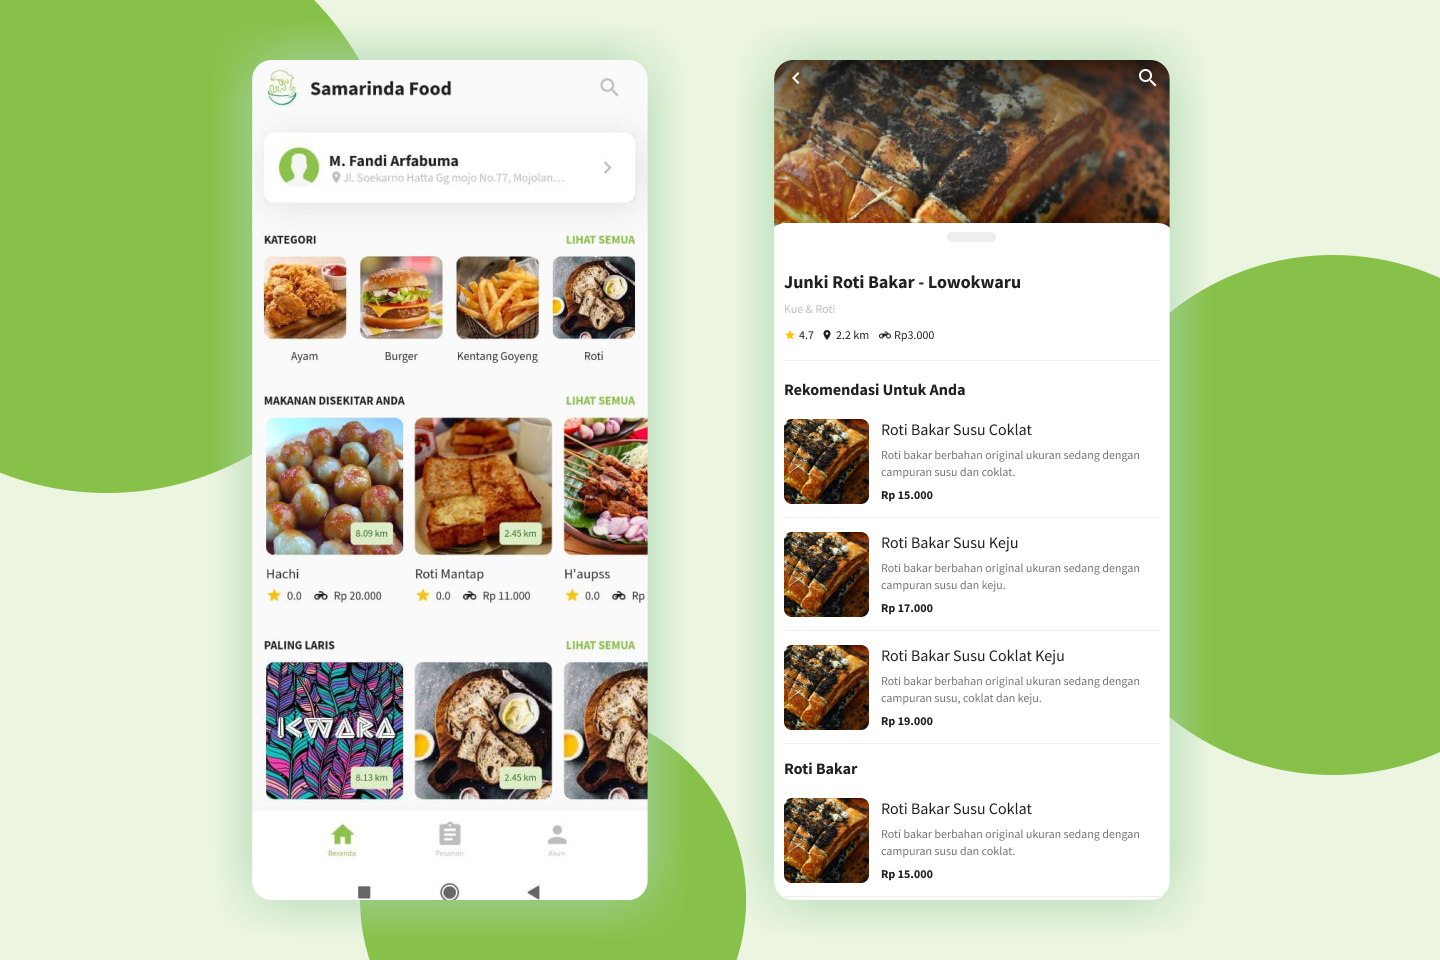 Samarinda Food
M. Fandi Arfabuma
Jl. Soekarno Hatta Gg mojo No.77, Mojolan...
KATEGORI
LIHAT SEMUA
Ayam
Burger
Kentang Goyeng
Roti
MAKANAN DISEKITAR ANDA
LIHAT SEMUA
8.09 km
2.45 km
Hachi
Roti Mantap
H'aupss
0.0
Rp 20.000
0.0
Rp 11.000
0.0
Rp
PALING LARIS
LIHAT SEMUA
KWARA
8.13 km
2.45 km
Beranda
Pesanan
Akun
Junki Roti Bakar - Lowokwaru
Kue & Roti
4.7
2.2 km
Rp3.000
Rekomendasi Untuk Anda
Roti Bakar Susu Coklat
Roti bakar berbahan original ukuran sedang dengan
campuran susu dan coklat.
Rp 15.000
Roti Bakar Susu Keju
Roti bakar berbahan original ukuran sedang dengan
campuran susu dan keju.
Rp 17.000
Roti Bakar Susu Coklat Keju
Roti bakar berbahan original ukuran sedang dengan
campuran susu, coklat dan keju.
Rp 19.000
Roti Bakar
Roti Bakar Susu Coklat
Roti bakar berbahan original ukuran sedang dengan
campuran susu dan coklat.
Rp 15.000